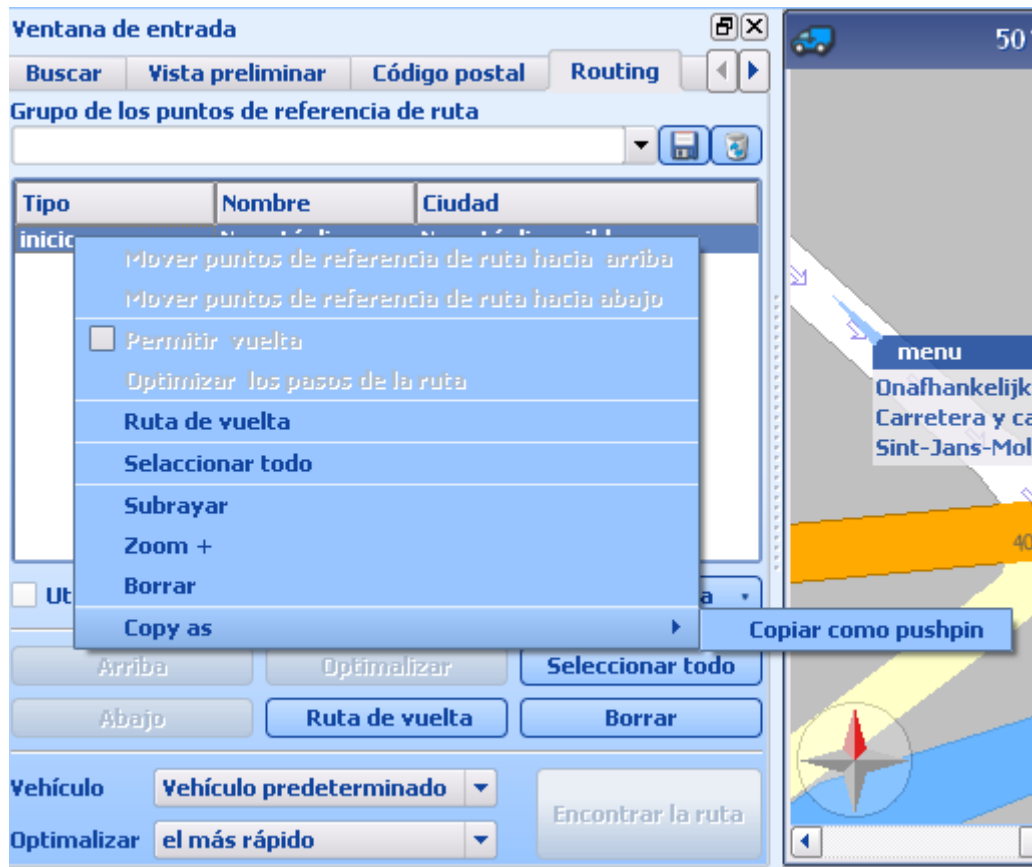 Ventana de entrada
Buscar Vista preliminar Código postal Routing
Grupo de los puntos de referencia de ruta
Tipo Nombre Ciudad
Mover puntos de referencia de ruta hacia arriba
Mover puntos de referencia de ruta hacia abajo
Permitir vuelta
Optimizar los pasos de la ruta
Ruta de vuelta
Selaccionar todo
Subrayar
Zoom +
Borrar
Copy as
Copiar como pushpin
Ut
a
Arriba Optimalizar Seleccionar todo
Abajo Ruta de vuelta Borrar
Vehículo Vehículo predeterminado
Encontrar la ruta
Optimalizar el más rápido
50
menu
Onafhankelijk
Carretera y ca
Sint-Jans-Mol
40